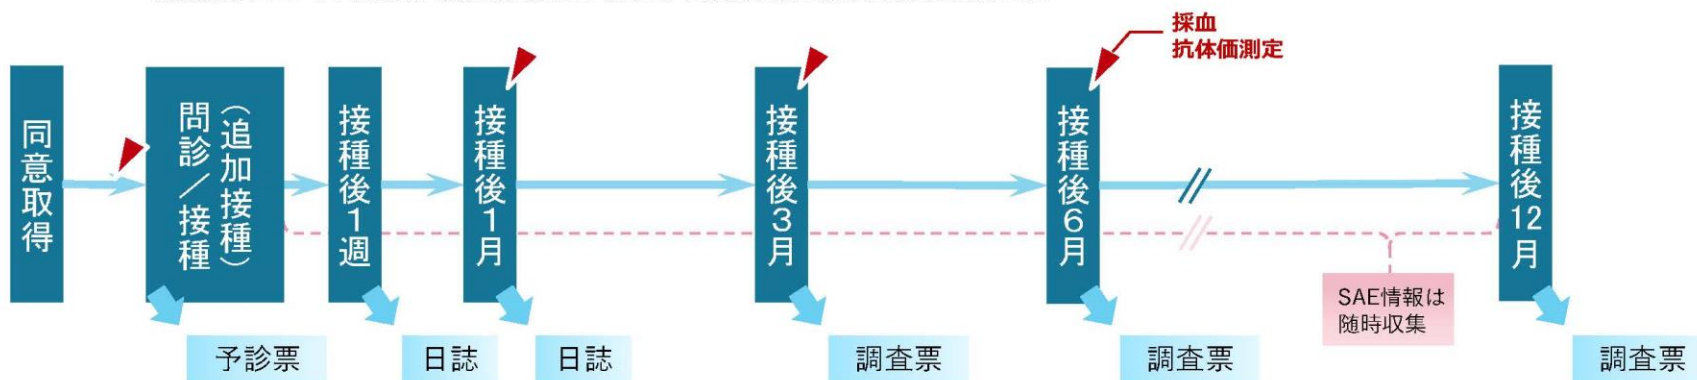 採血
抗体価測定
同意取得
問診／接種
（追加接種）
接種後1週
接種後1月
接種後3月
接種後6月
接種後12月
SAE情報は
随時収集
予診票
日誌
日誌
調査票
調査票
調査票